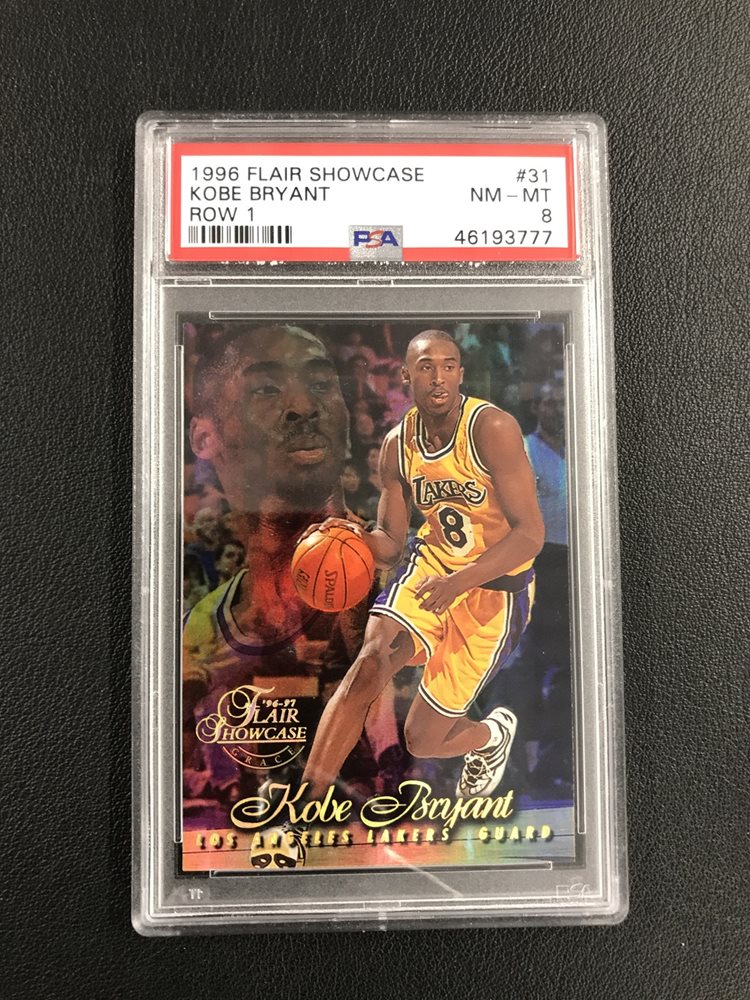 1996 FLAIR SHOWCASE #31
KOBE BRYANT NM – MT
ROW 1 8
PSA 46193777
LAKERS
8
SPALDING
'96-97
FLAIR
SHOWCASE
GRACE
Kobe Bryant
LOS ANGELES LAKERS GUARD